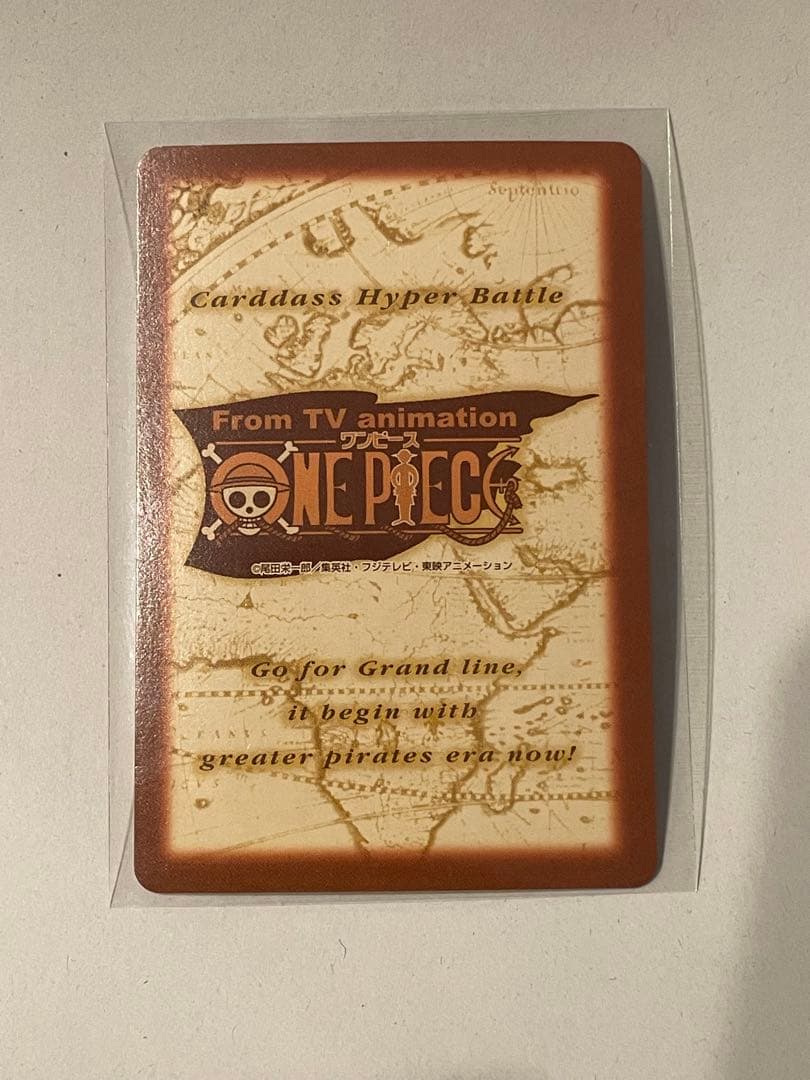 Septentrio
Carddass Hyper Battle
From TV animation
ワンピース
ONE PIECE
©尾田栄一郎／集英社・フジテレビ・東映アニメーション
Go for Grand line,
it begin with
greater pirates era now!